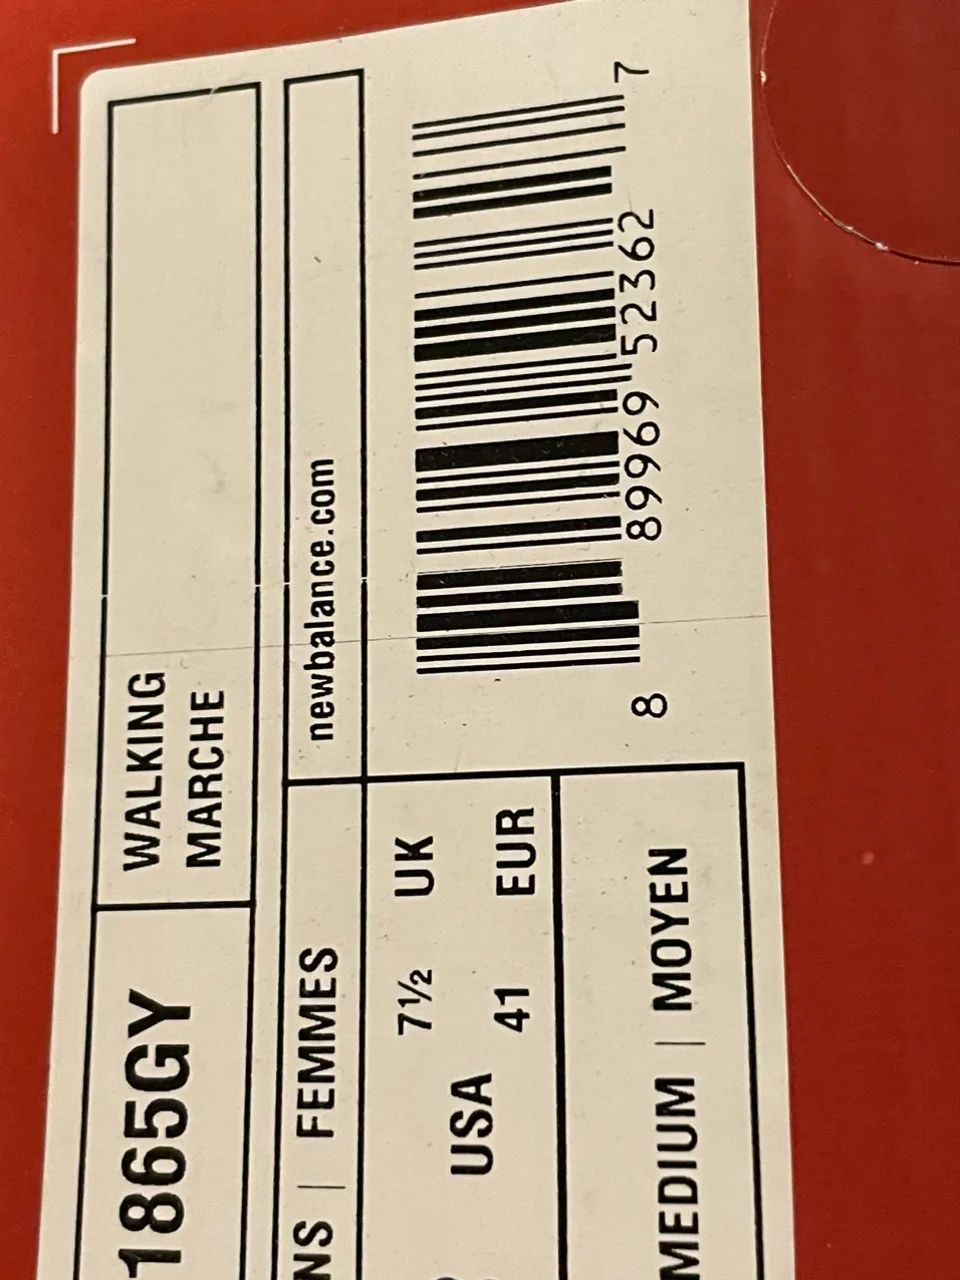 1865GY
WALKING
MARCHE
NS | FEMMES
newbalance.com
7½ UK
USA
41 EUR
MEDIUM | MOYEN
8 89969 52362 7